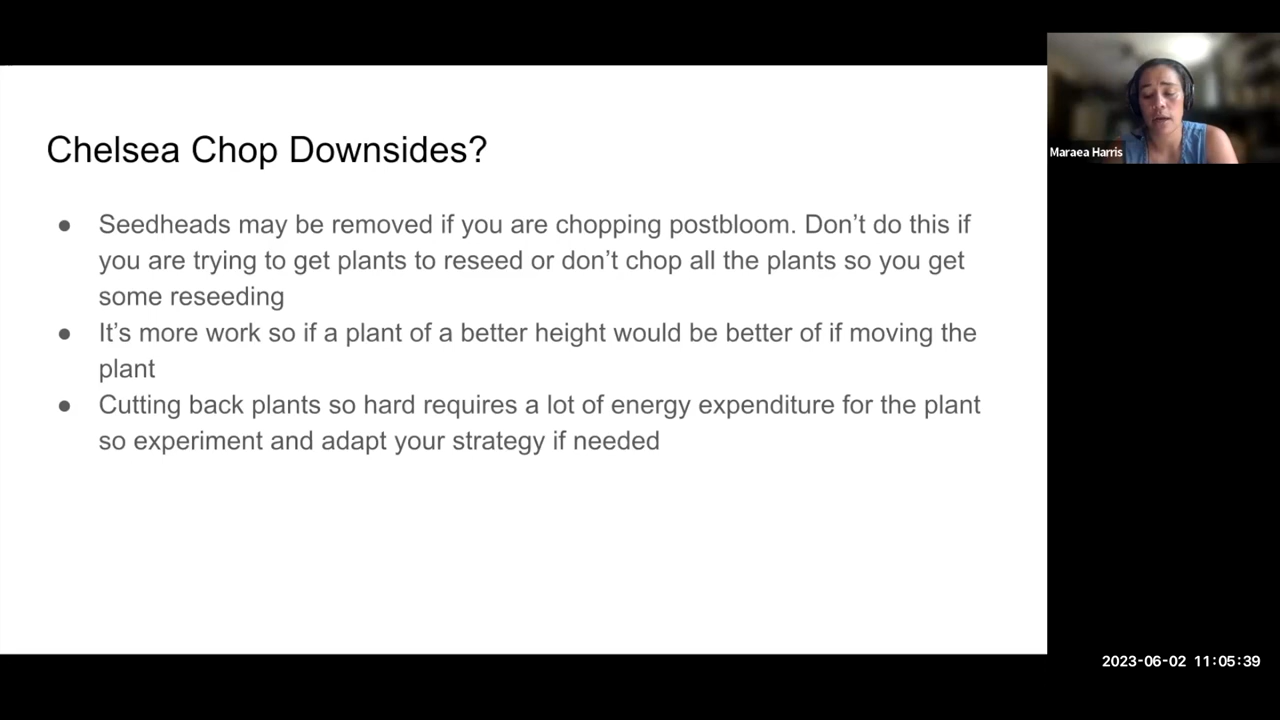 Chelsea Chop Downsides?
● Seedheads may be removed if you are chopping postbloom. Don’t do this if
you are trying to get plants to reseed or don’t chop all the plants so you get
some reseeding
● It’s more work so if a plant of a better height would be better of if moving the
plant
● Cutting back plants so hard requires a lot of energy expenditure for the plant
so experiment and adapt your strategy if needed
Maraea Harris
2023-06-02 11:05:39